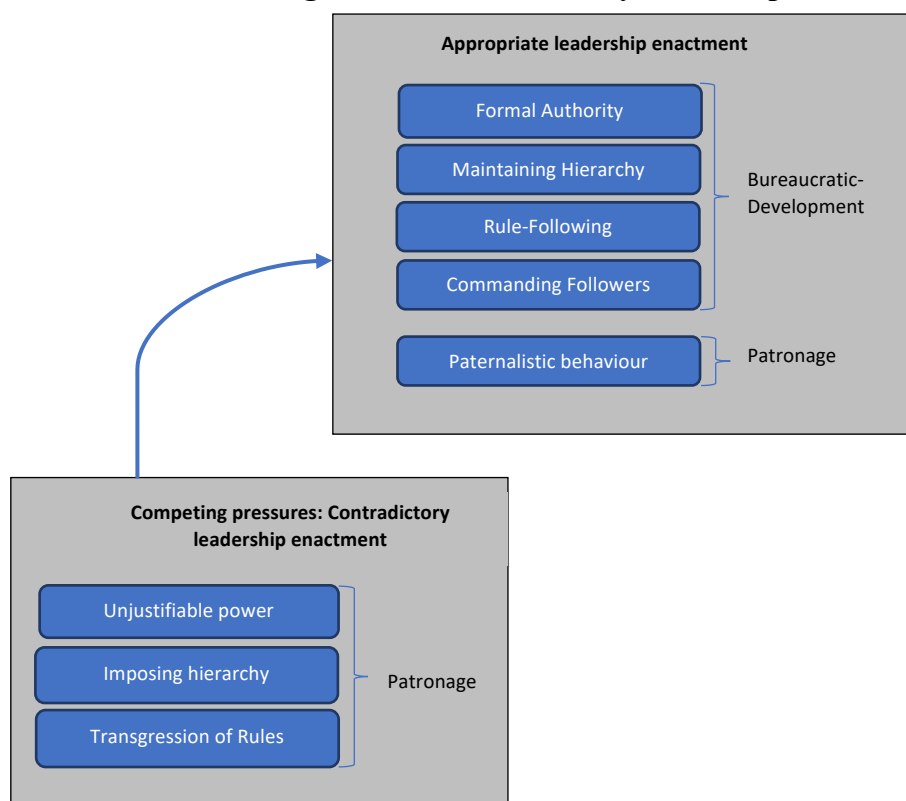 Appropriate leadership enactment
Formal Authority
Maintaining Hierarchy
Rule-Following
Commanding Followers
Bureaucratic-
Development
Paternalistic behaviour
Patronage
Competing pressures: Contradictory
leadership enactment
Unjustifiable power
Imposing hierarchy
Transgression of Rules
Patronage